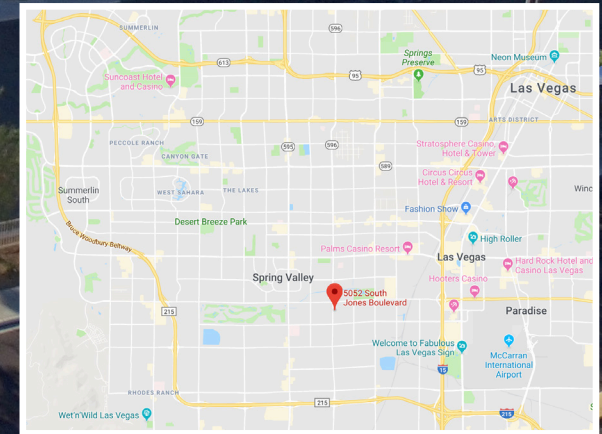 SUMMERLIN
596
613
95
Springs
Preserve
95
Neon Museum
Suncoast Hotel
and Casino
Las Vegas
159
159
ARTS DISTRICT
PECCOLE RANCH
CANYON GATE
595
596
589
Stratosphere Casino,
Hotel & Tower
Circus Circus
Hotel & Resort
Summerlin
South
WEST SAHARA
THE LAKES
Winc
Fashion Show
Desert Breeze Park
Bruce Woodbury Beltway
High Roller
Palms Casino Resort
Las Vegas
Hard Rock Hotel and
Casino Las Vegas
Spring Valley
Hooters Casino
5052 South
Jones Boulevard
215
Paradise
Welcome to Fabulous
Las Vegas Sign
McCarran
International
Airport
15
RHODES RANCH
215
215
Wet'n'Wild Las Vegas